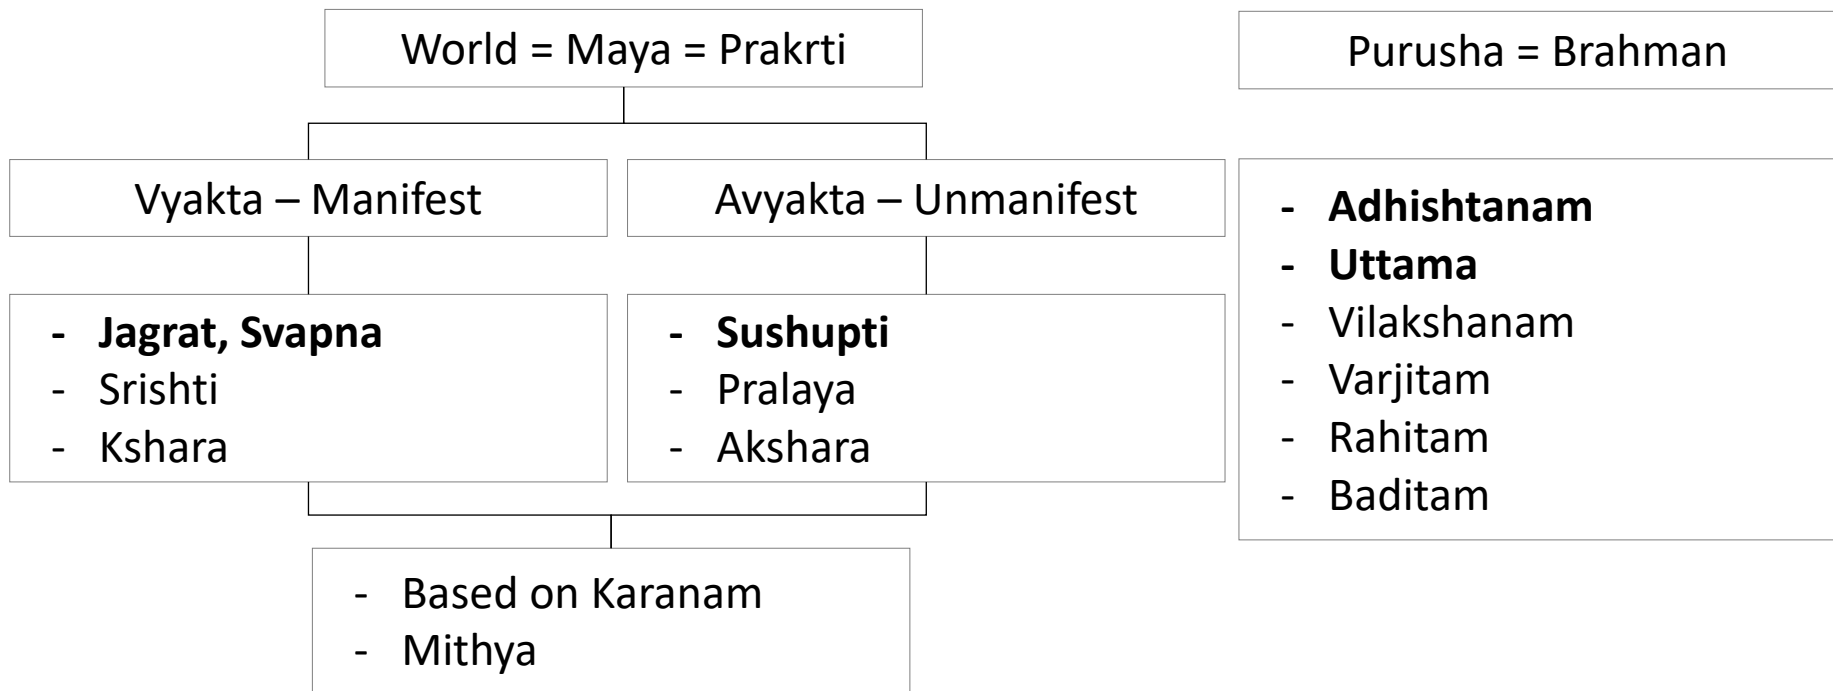 World = Maya = Prakrti
Purusha = Brahman
Vyakta – Manifest
Avyakta – Unmanifest
- Jagrat, Svapna
- Srishti
- Kshara
- Sushupti
- Pralaya
- Akshara
- Adhishtanam
- Uttama
- Vilakshanam
- Varjitam
- Rahitam
- Baditam
- Based on Karanam
- Mithya